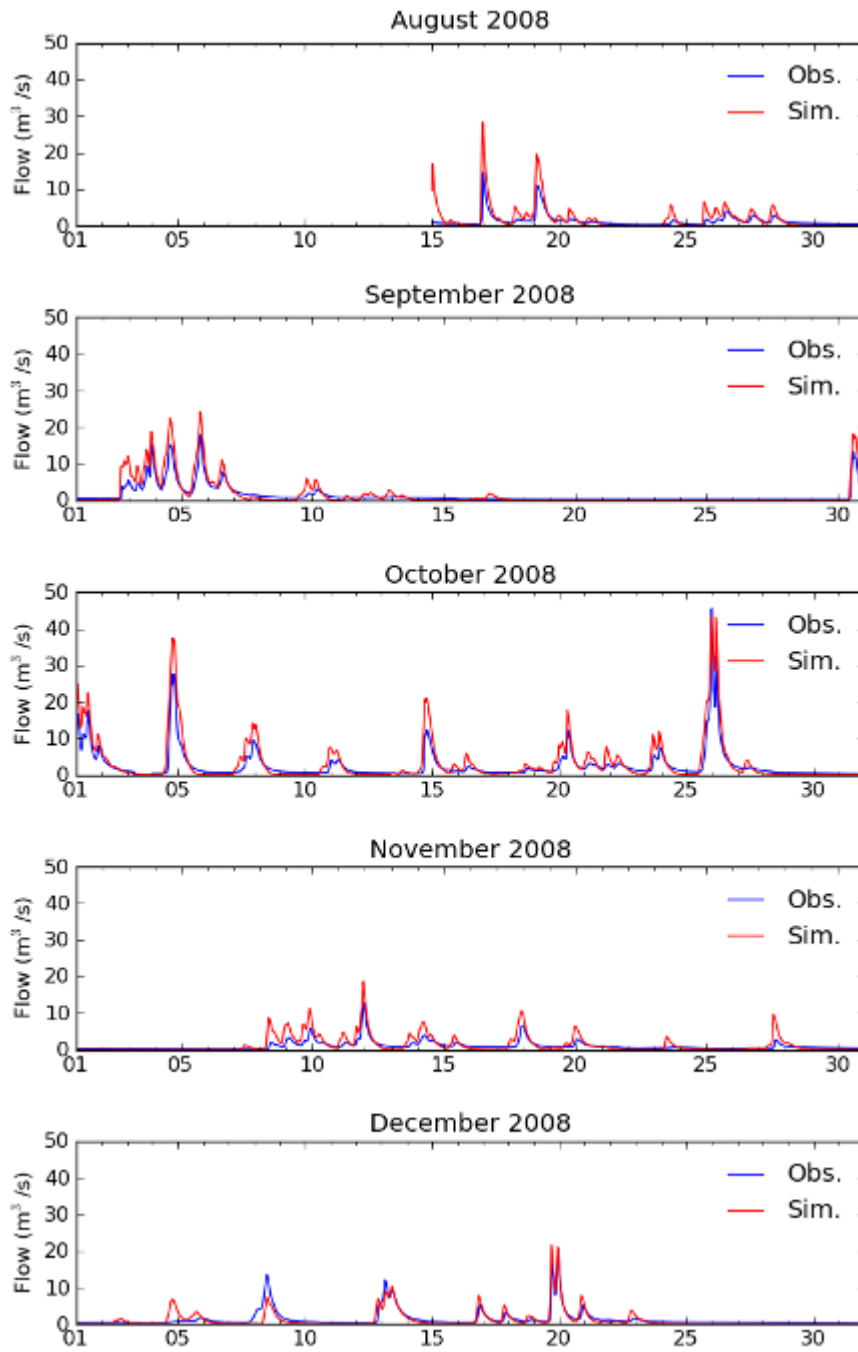 August 2008
50
40
30
20
10
0
Flow (m³ /s)
Obs.
Sim.
01 05 10 15 20 25 30
September 2008
50
40
30
20
10
0
Flow (m³ /s)
Obs.
Sim.
01 05 10 15 20 25 30
October 2008
50
40
30
20
10
0
Flow (m³ /s)
Obs.
Sim.
01 05 10 15 20 25 30
November 2008
50
40
30
20
10
0
Flow (m³ /s)
Obs.
Sim.
01 05 10 15 20 25 30
December 2008
50
40
30
20
10
0
Flow (m³ /s)
Obs.
Sim.
01 05 10 15 20 25 30